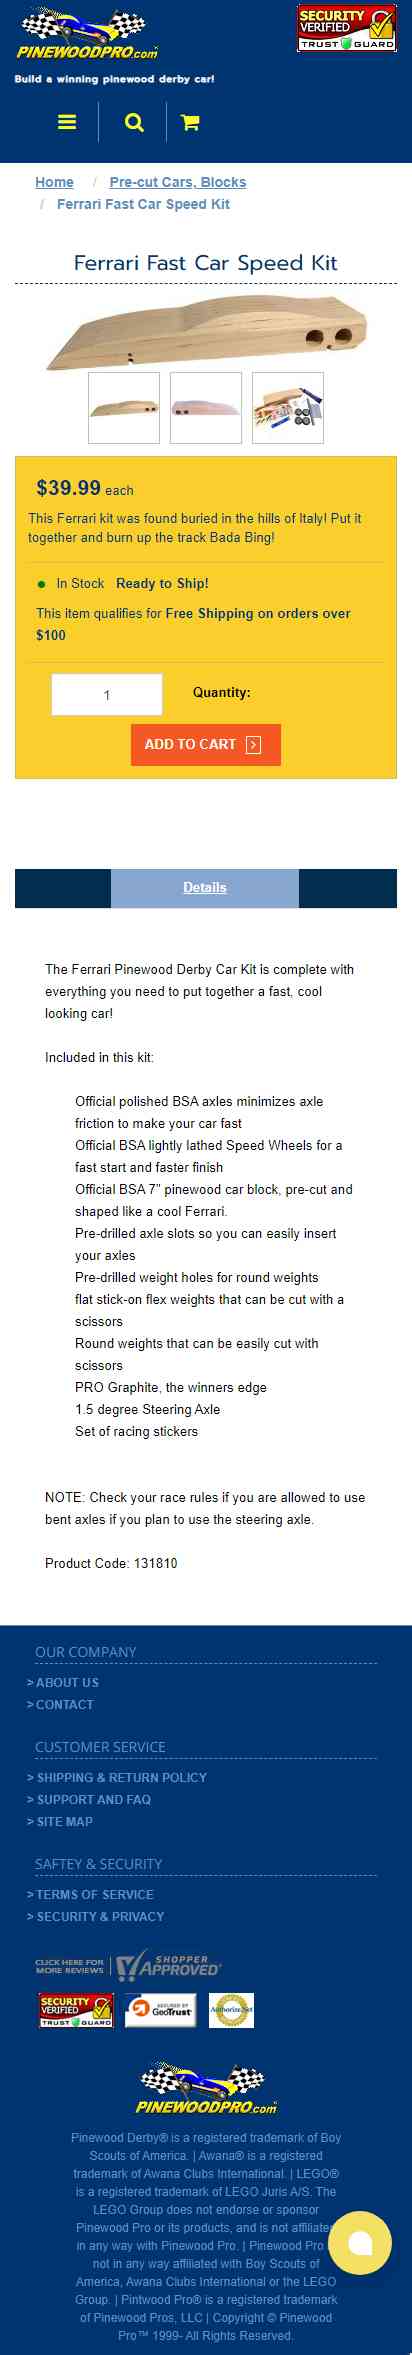 PINEWOODPRO.com
SECURITY
VERIFIED
TRUST GUARD
Build a winning pinewood derby car!
Home / Pre-cut Cars, Blocks
/ Ferrari Fast Car Speed Kit
Ferrari Fast Car Speed Kit
$39.99 each
This Ferrari kit was found buried in the hills of Italy! Put it
together and burn up the track Bada Bing!
In Stock Ready to Ship!
This item qualifies for Free Shipping on orders over
$100
1 Quantity:
ADD TO CART
Details
The Ferrari Pinewood Derby Car Kit is complete with
everything you need to put together a fast, cool
looking car!
Included in this kit:
Official polished BSA axles minimizes axle
friction to make your car fast
Official BSA lightly lathed Speed Wheels for a
fast start and faster finish
Official BSA 7” pinewood car block, pre-cut and
shaped like a cool Ferrari.
Pre-drilled axle slots so you can easily insert
your axles
Pre-drilled weight holes for round weights
flat stick-on flex weights that can be cut with a
scissors
Round weights that can be easily cut with
scissors
PRO Graphite, the winners edge
1.5 degree Steering Axle
Set of racing stickers
NOTE: Check your race rules if you are allowed to use
bent axles if you plan to use the steering axle.
Product Code: 131810
OUR COMPANY
> ABOUT US
> CONTACT
CUSTOMER SERVICE
> SHIPPING & RETURN POLICY
> SUPPORT AND FAQ
> SITE MAP
SAFTEY & SECURITY
> TERMS OF SERVICE
> SECURITY & PRIVACY
CLICK HERE FOR
MORE REVIEWS
SHOPPER
APPROVED®
SECURITY
VERIFIED
TRUST GUARD
SECURED BY
GeoTrust
Authorize.Net
PINEWOODPRO.com
Pinewood Derby® is a registered trademark of Boy
Scouts of America. | Awana® is a registered
trademark of Awana Clubs International. | LEGO®
is a registered trademark of LEGO Juris A/S. The
LEGO Group does not endorse or sponsor
Pinewood Pro or its products, and is not affiliated
in any way with Pinewood Pro. | Pinewood Pro
not in any way affiliated with Boy Scouts of
America, Awana Clubs International or the LEGO
Group. | Pintwood Pro® is a registered trademark
of Pinewood Pros, LLC | Copyright © Pinewood
Pro™ 1999- All Rights Reserved.